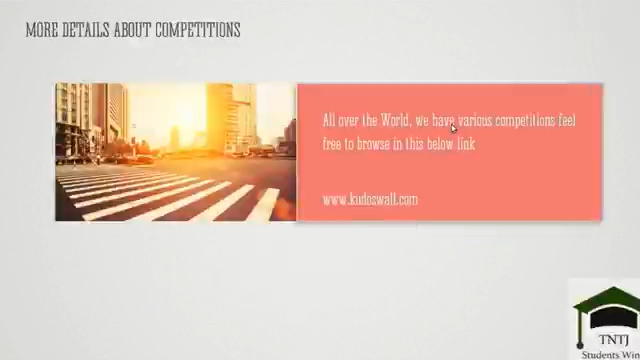 MORE DETAILS ABOUT COMPETITIONS
All over the World, we have various competitions feel
free to browse in this below link
www.kudoswall.com
TNTJ
Students Win